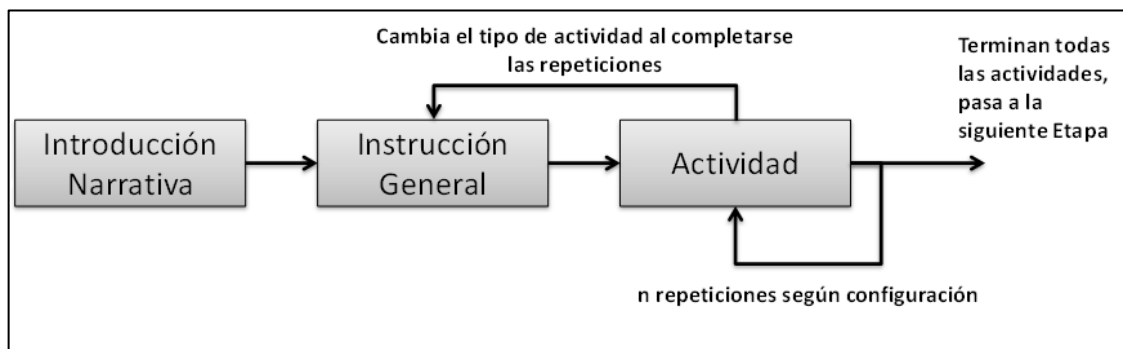 Cambia el tipo de actividad al completarse
las repeticiones
Terminan todas
las actividades,
pasa a la
siguiente Etapa
Introducción
Narrativa
Instrucción
General
Actividad
n repeticiones según configuración